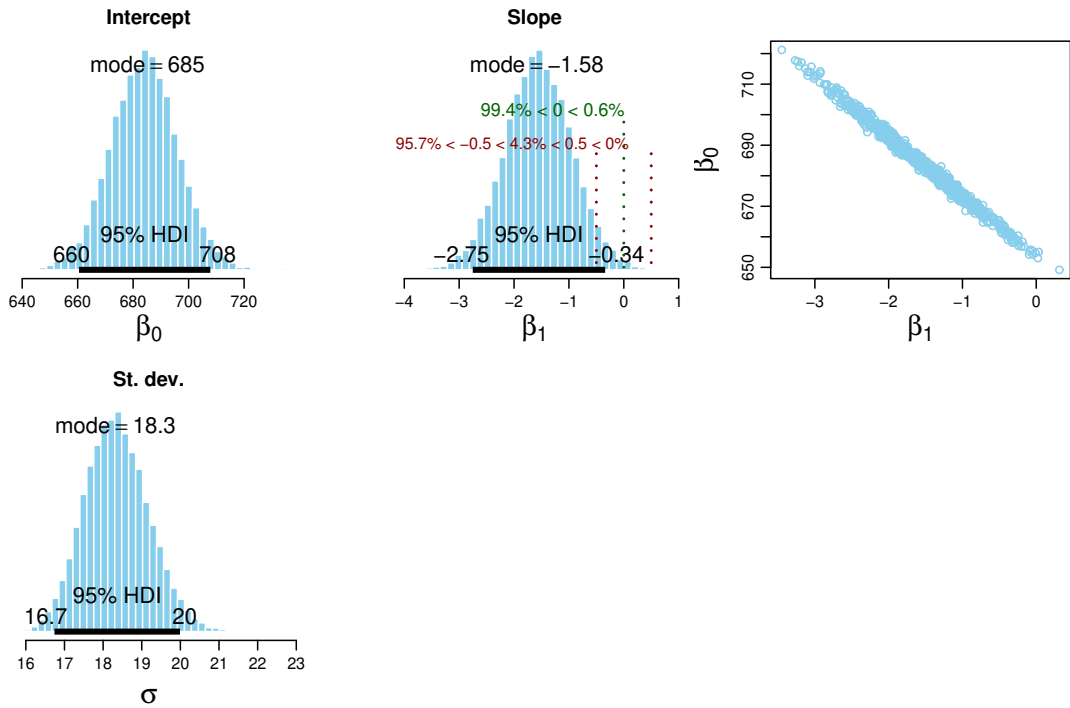 Intercept
mode = 685
95% HDI
660 708
640 660 680 700 720
β0
Slope
mode = −1.58
99.4% < 0 < 0.6%
95.7% < −0.5 < 4.3% < 0.5 < 0%
95% HDI
−2.75 −0.34
−4 −3 −2 −1 0 1
β1
β0
710
690
670
650
−3 −2 −1 0
β1
St. dev.
mode = 18.3
95% HDI
16.7 20
16 17 18 19 20 21 22 23
σ